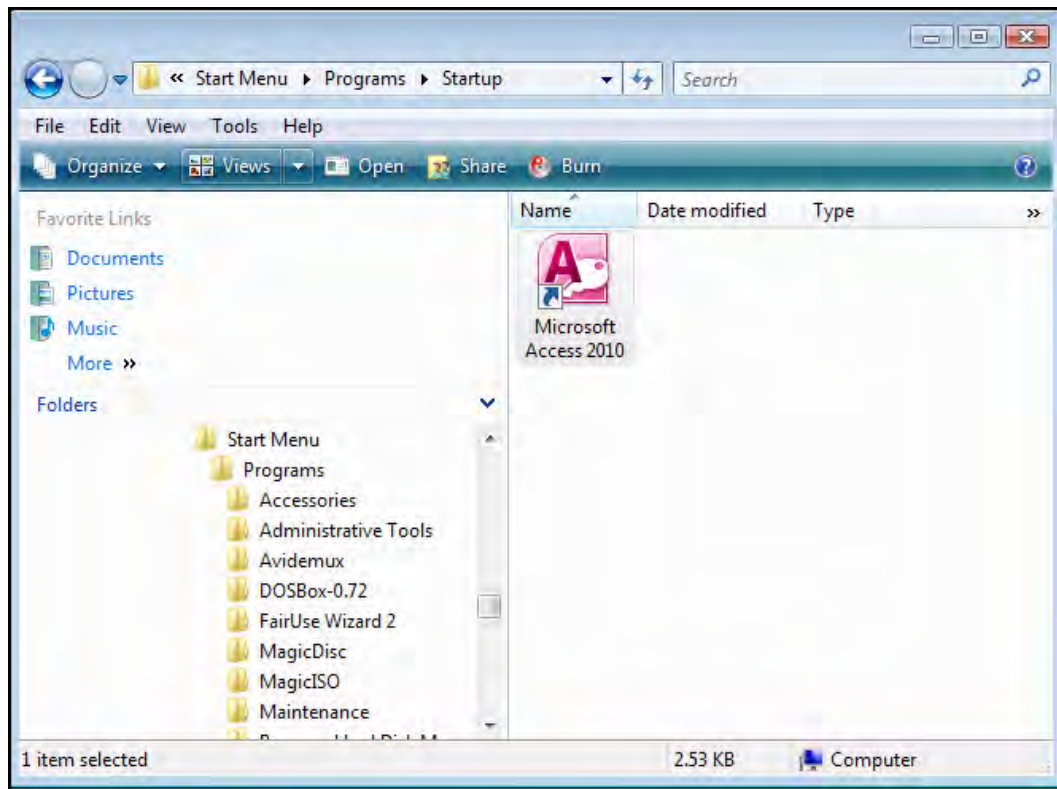 « Start Menu ▸ Programs ▸ Startup
Search
File Edit View Tools Help
Organize Views Open Share Burn
Favorite Links
Documents
Pictures
Music
More »
Folders
Start Menu
Programs
Accessories
Administrative Tools
Avidemux
DOSBox-0.72
FairUse Wizard 2
MagicDisc
MagicISO
Maintenance
Name Date modified Type »
Microsoft
Access 2010
1 item selected 2.53 KB Computer